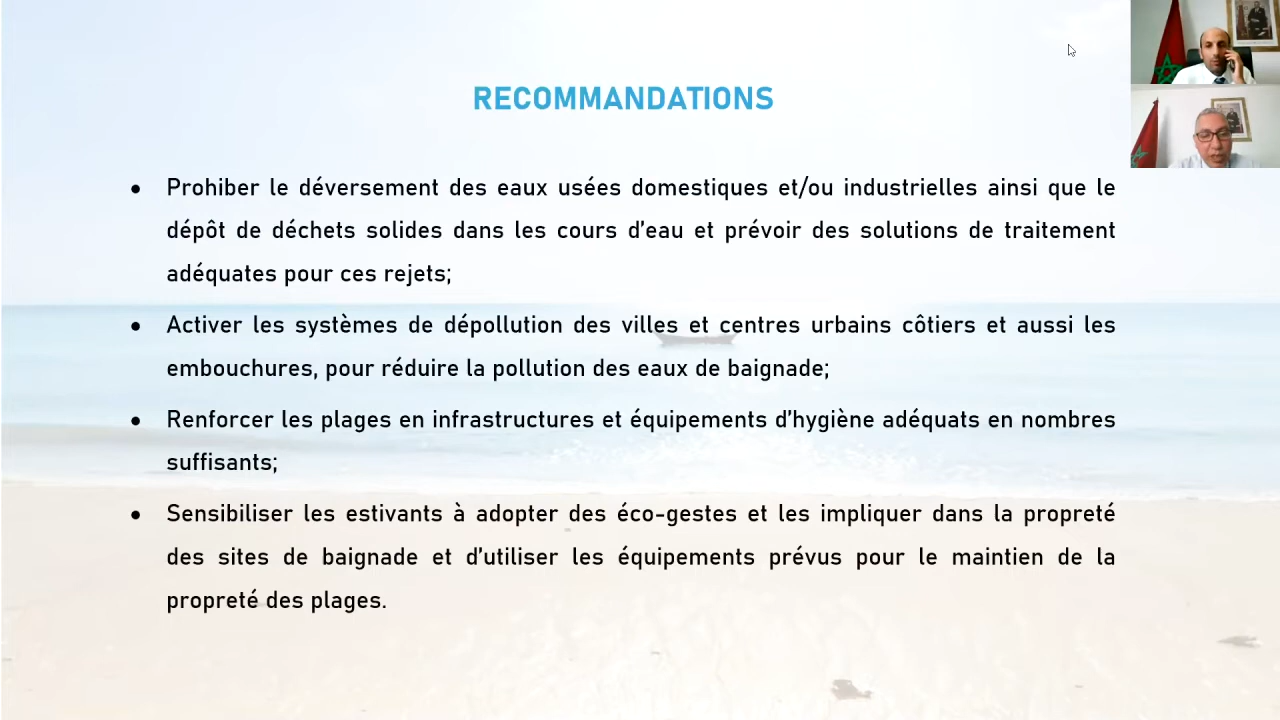 RECOMMANDATIONS
• Prohiber le déversement des eaux usées domestiques et/ou industrielles ainsi que le
dépôt de déchets solides dans les cours d'eau et prévoir des solutions de traitement
adéquates pour ces rejets;
• Activer les systèmes de dépollution des villes et centres urbains côtiers et aussi les
embouchures, pour réduire la pollution des eaux de baignade;
• Renforcer les plages en infrastructures et équipements d'hygiène adéquats en nombres
suffisants;
• Sensibiliser les estivants à adopter des éco-gestes et les impliquer dans la propreté
des sites de baignade et d'utiliser les équipements prévus pour le maintien de la
propreté des plages.